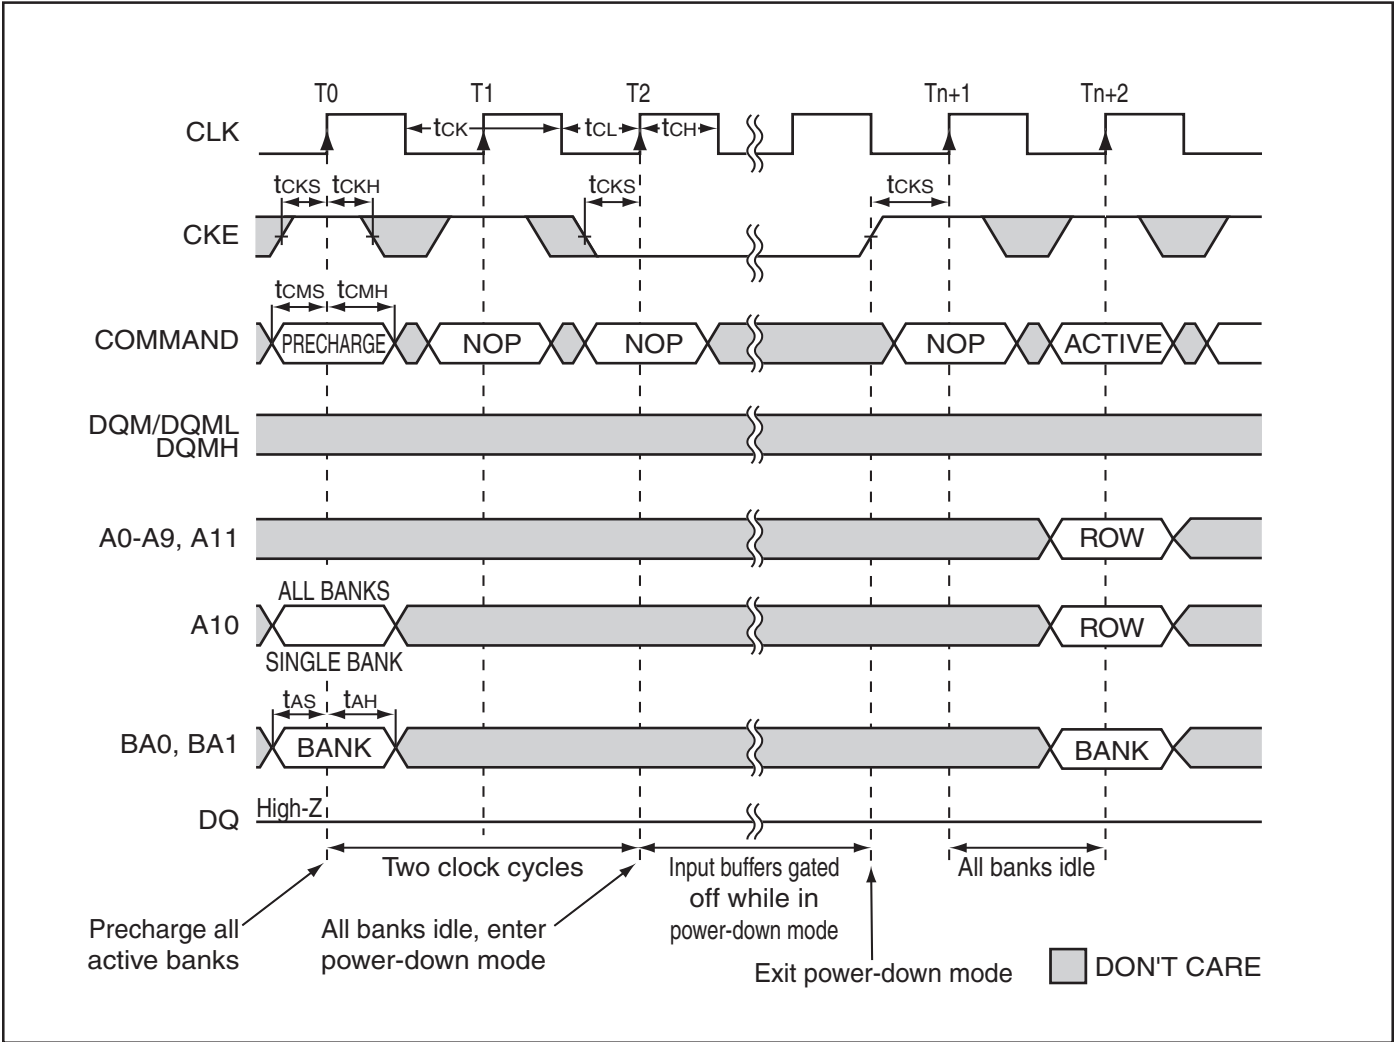 T0 T1 T2 Tn+1 Tn+2
CLK tCK tCL tCH
tCKS tCKH tCKS tCKS
CKE
tCMS tCMH
COMMAND PRECHARGE NOP NOP NOP ACTIVE
DQM/DQML
DQMH
A0-A9, A11 ROW
ALL BANKS
A10 ROW
SINGLE BANK
tAS tAH
BA0, BA1 BANK BANK
High-Z
DQ
Two clock cycles
Input buffers gated
off while in
power-down mode
All banks idle
Precharge all
active banks
All banks idle, enter
power-down mode
Exit power-down mode
DON'T CARE